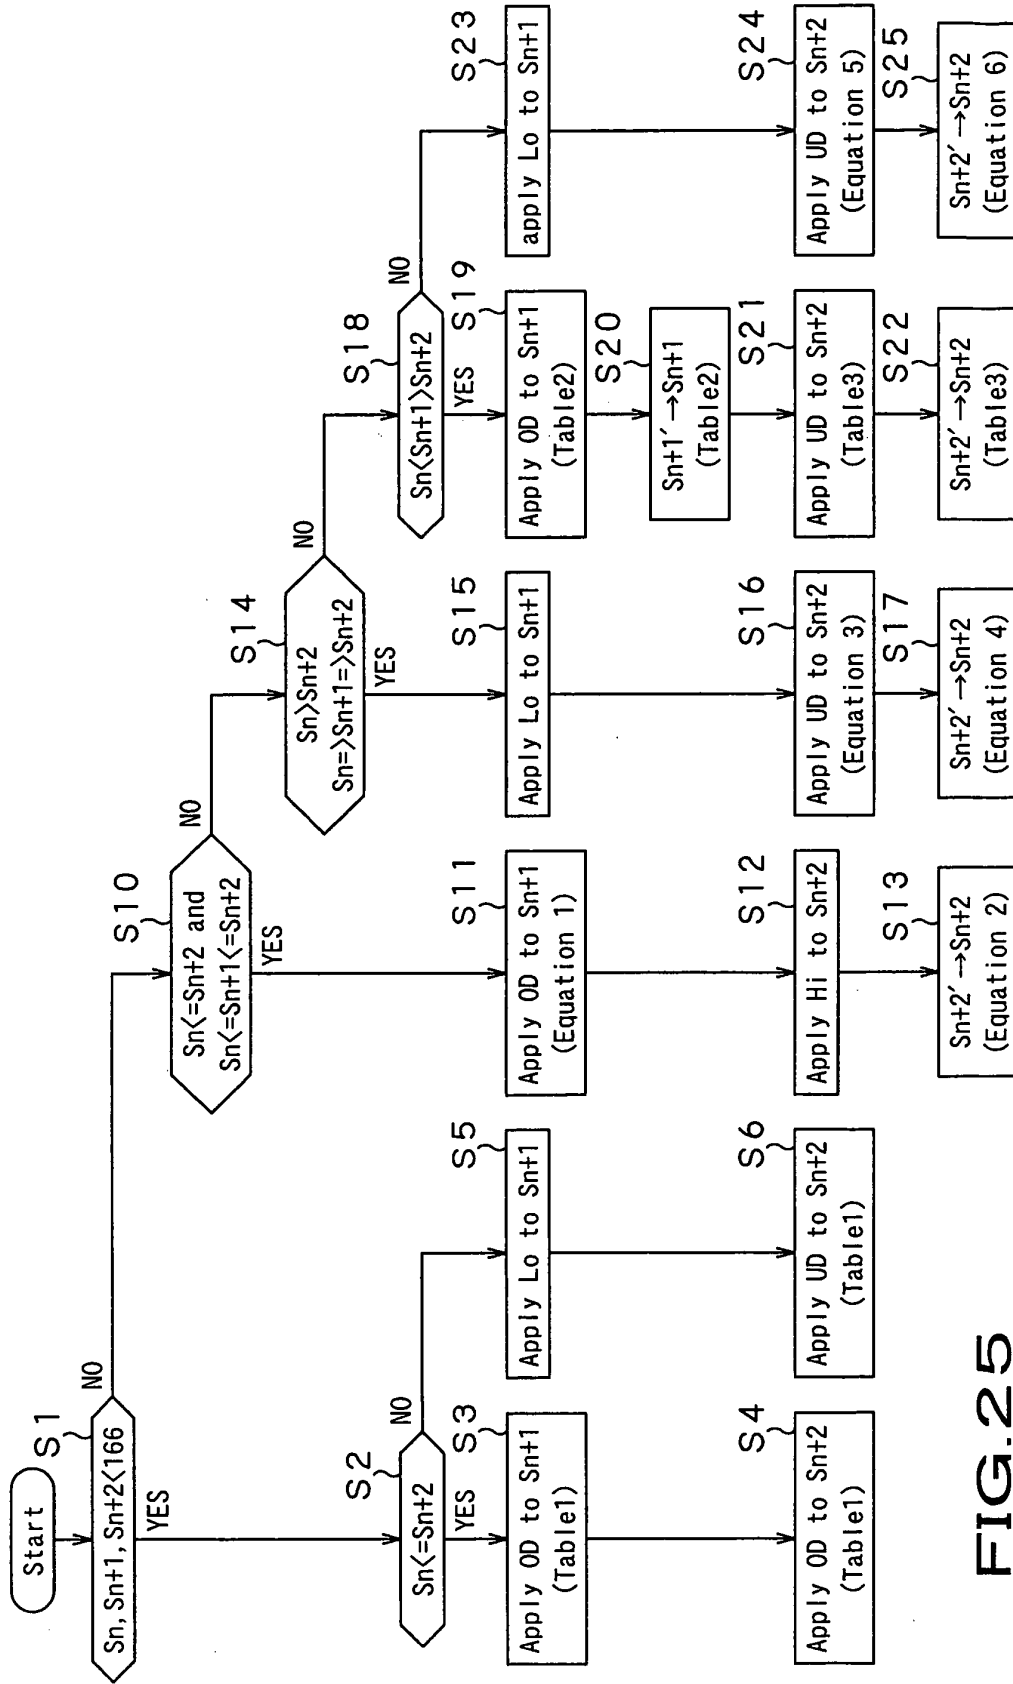 Start
S1
Sn, Sn+1, Sn+2<166
NO
YES
S2
Sn<=Sn+2
NO
YES
S3
Apply OD to Sn+1
(Table1)
S4
Apply OD to Sn+2
(Table1)
S5
Apply Lo to Sn+1
S6
Apply UD to Sn+2
(Table1)
S10
Sn<=Sn+2 and
Sn<=Sn+1<=Sn+2
NO
YES
S11
Apply OD to Sn+1
(Equation 1)
S12
Apply Hi to Sn+2
S13
Sn+2′→Sn+2
(Equation 2)
S14
Sn>Sn+2
Sn=>Sn+1=>Sn+2
NO
YES
S15
Apply Lo to Sn+1
S16
Apply UD to Sn+2
(Equation 3)
S17
Sn+2′→Sn+2
(Equation 4)
S18
Sn<Sn+1>Sn+2
NO
YES
S19
Apply OD to Sn+1
(Table2)
S20
Sn+1′→Sn+1
(Table2)
S21
Apply UD to Sn+2
(Table3)
S22
Sn+2′→Sn+2
(Table3)
S23
apply Lo to Sn+1
S24
Apply UD to Sn+2
(Equation 5)
S25
Sn+2′→Sn+2
(Equation 6)
FIG.25